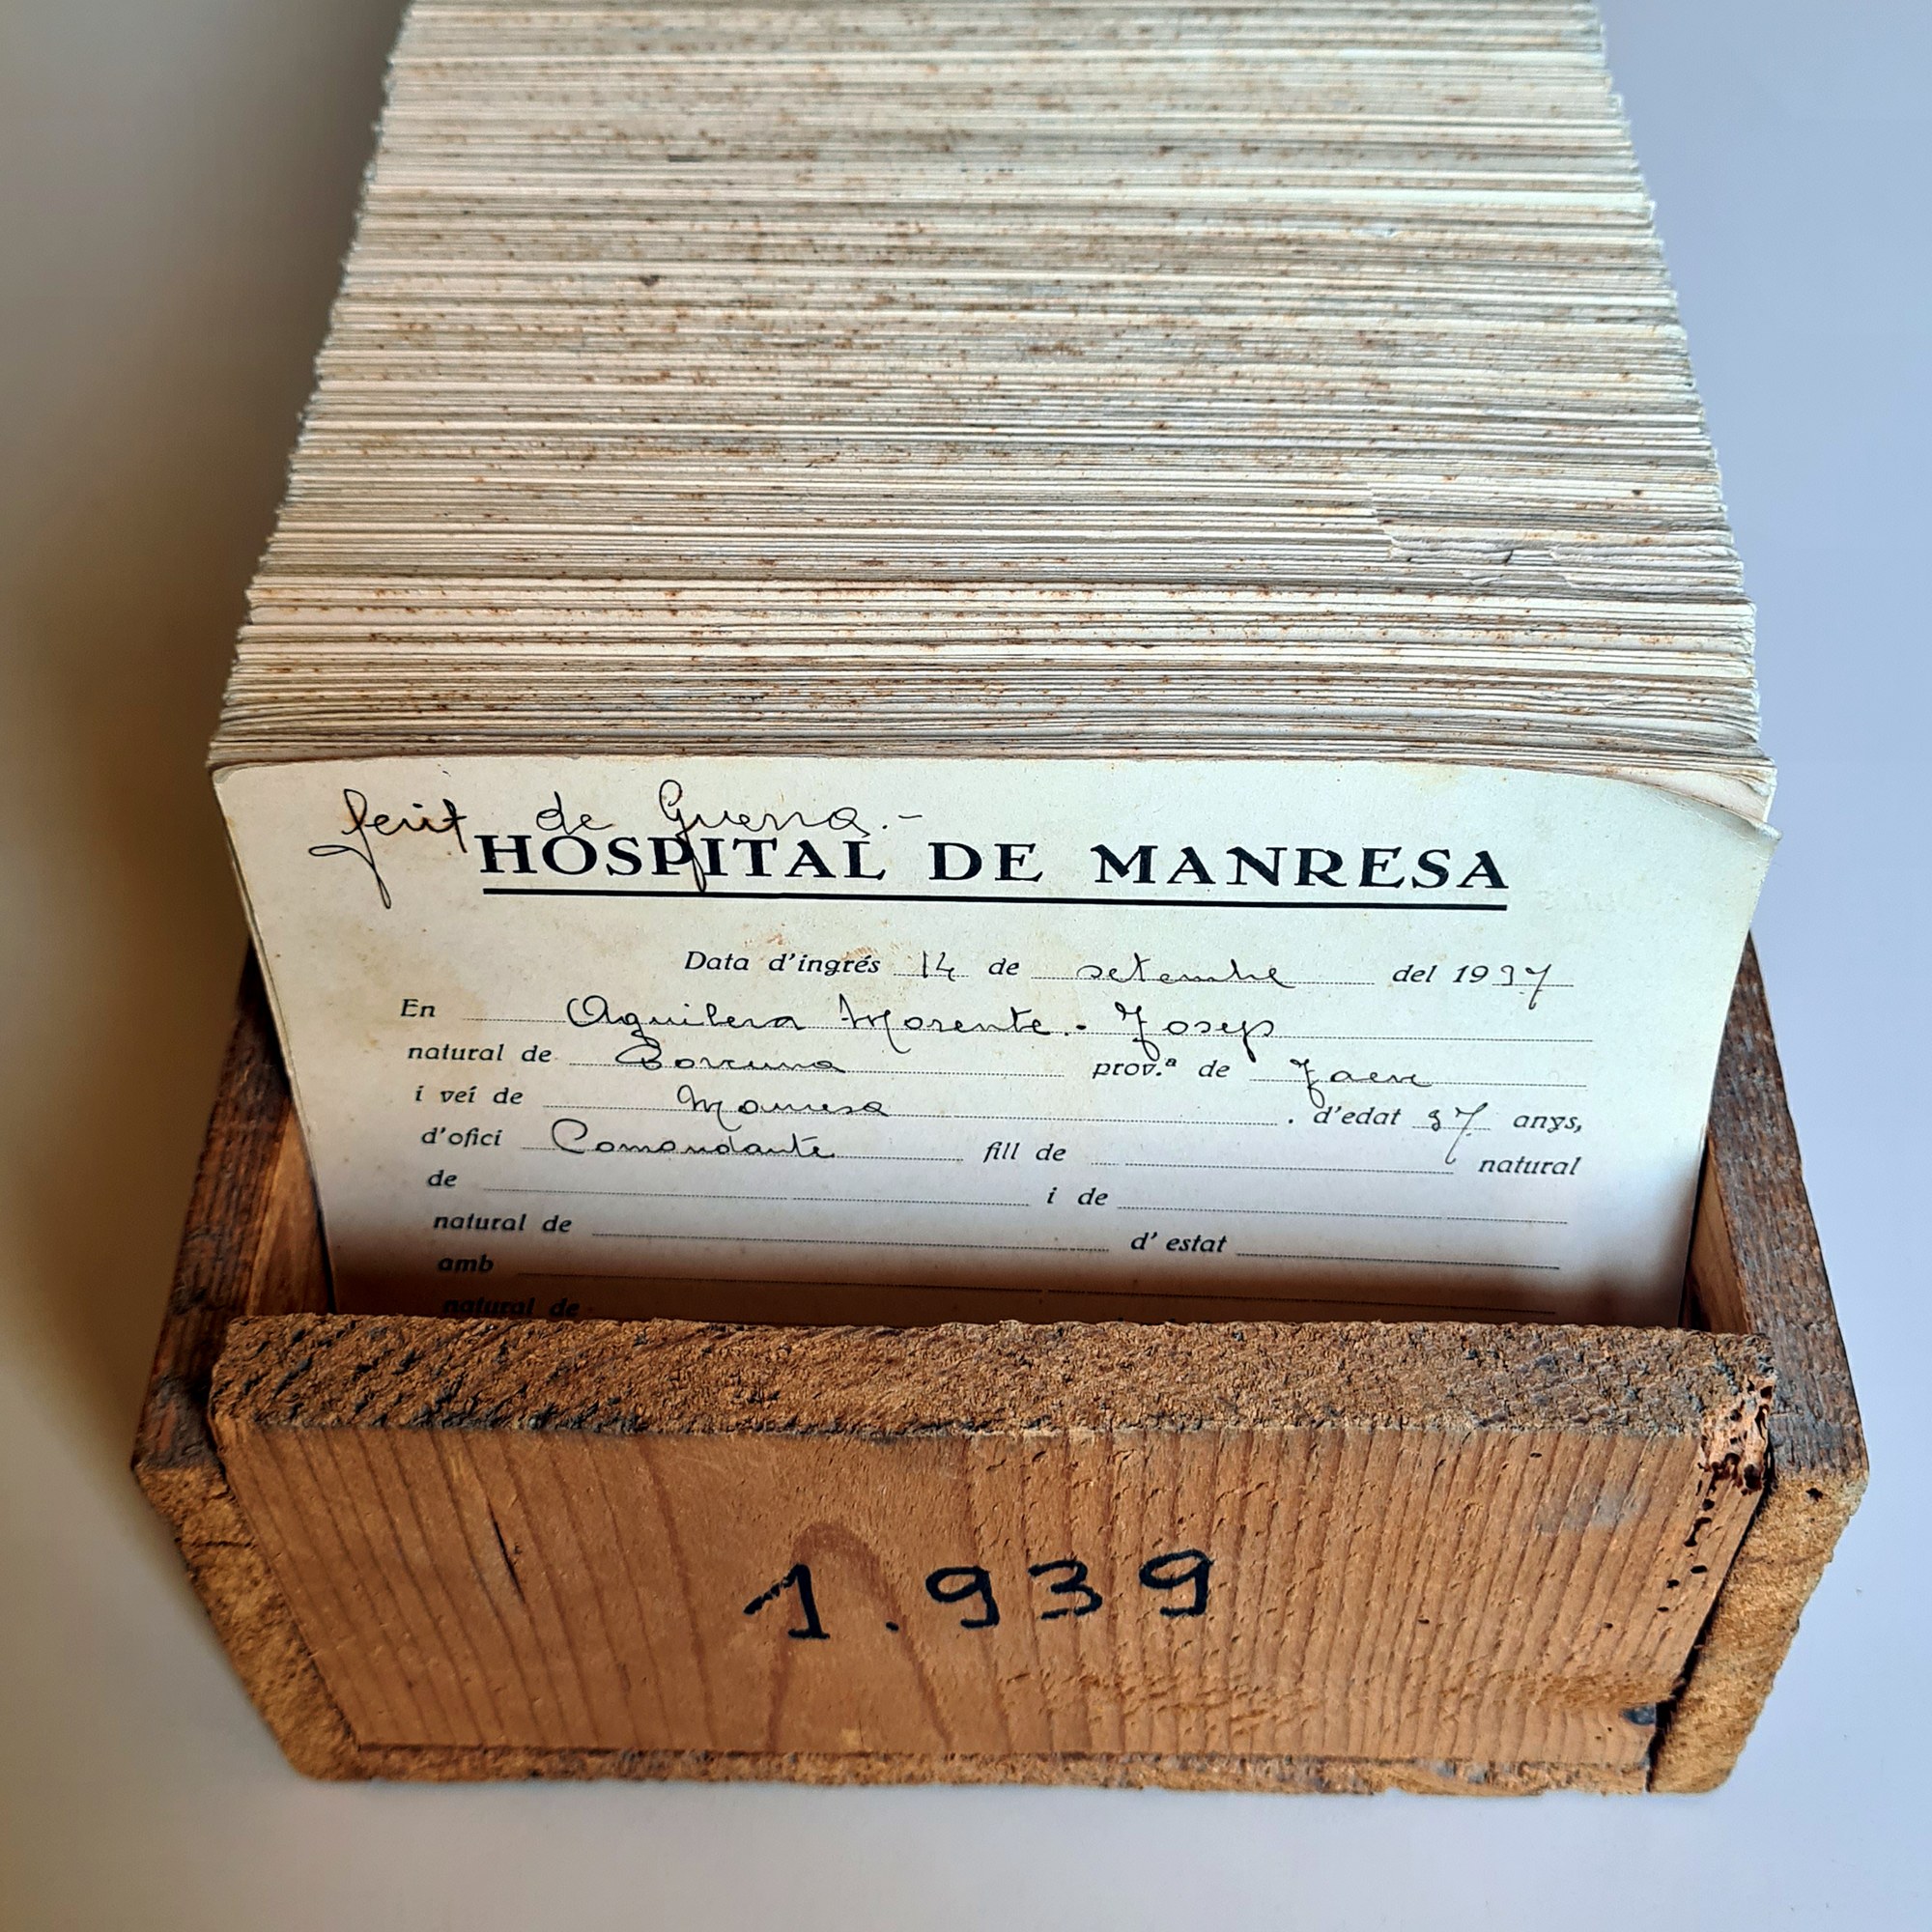 ferit de Guerra.-
HOSPITAL DE MANRESA
Data d'ingrés 14 de setembre del 1937
En Aguilera Morente.- Josep
natural de Porcuna prov.ª de Jaen
i veí de Manresa . d'edat 37 anys,
d'ofici Comandante fill de natural
de i de
natural de d'estat
amb
natural de
1.939